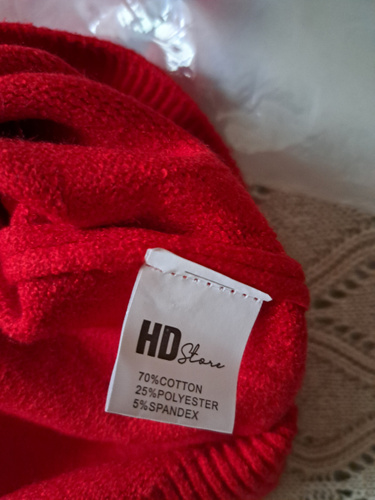 HD Store
70%COTTON
25%POLYESTER
5%SPANDEX